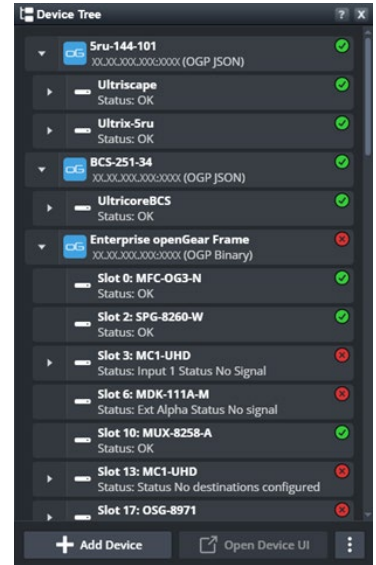 Device Tree ? X
5ru-144-101
XX.XX.XXX.XXX:XXXX (OGP JSON)
Ultriscape
Status: OK
Ultrix-5ru
Status: OK
BCS-251-34
XX.XX.XXX.XXX:XXXX (OGP JSON)
UltricoreBCS
Status: OK
Enterprise openGear Frame
XX.XX.XXX.XXX:XXXX (OGP Binary)
Slot 0: MFC-OG3-N
Status: OK
Slot 2: SPG-8260-W
Status: OK
Slot 3: MC1-UHD
Status: Input 1 Status No Signal
Slot 6: MDK-111A-M
Status: Ext Alpha Status No signal
Slot 10: MUX-8258-A
Status: OK
Slot 13: MC1-UHD
Status: Status No destinations configured
Slot 17: OSG-8971
Add Device Open Device UI